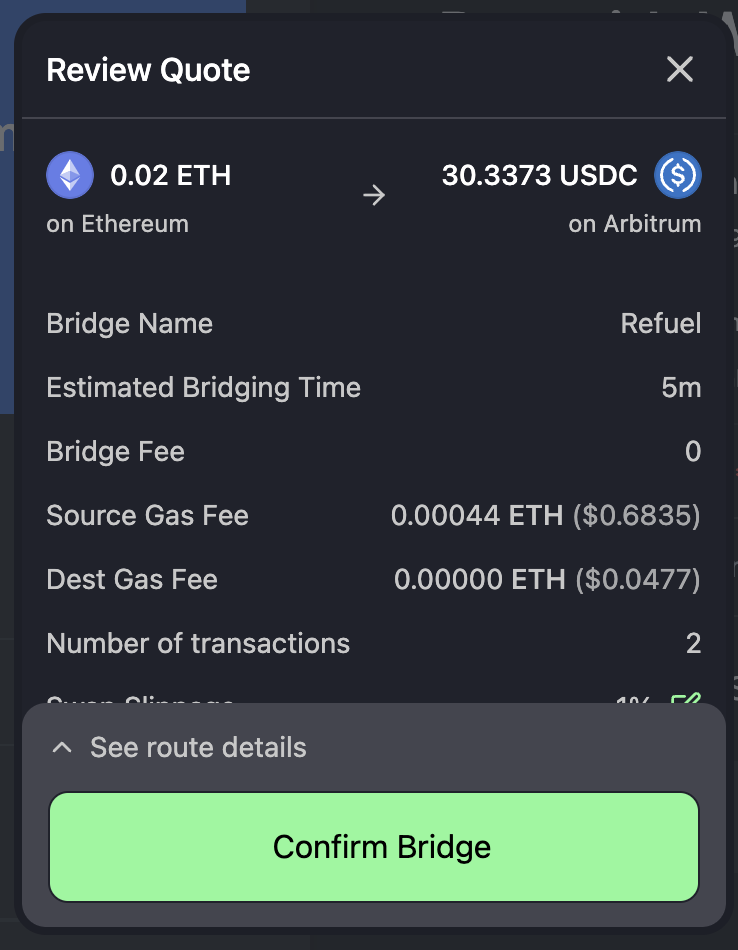 Review Quote
0.02 ETH → 30.3373 USDC
on Ethereum on Arbitrum
Bridge Name Refuel
Estimated Bridging Time 5m
Bridge Fee 0
Source Gas Fee 0.00044 ETH ($0.6835)
Dest Gas Fee 0.00000 ETH ($0.0477)
Number of transactions 2
Swap Slippage 1%
See route details
Confirm Bridge